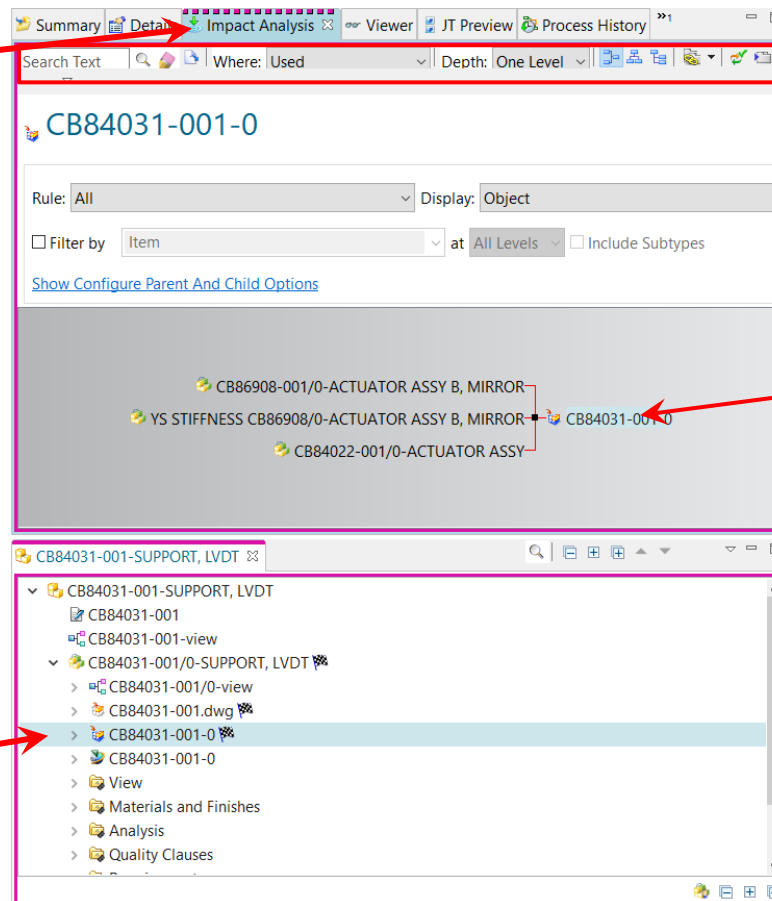 Summary Details Impact Analysis Viewer JT Preview Process History »1
Search Text Where: Used Depth: One Level
CB84031-001-0
Rule: All Display: Object
Filter by Item at All Levels Include Subtypes
Show Configure Parent And Child Options
CB86908-001/0-ACTUATOR ASSY B, MIRROR
YS STIFFNESS CB86908/0-ACTUATOR ASSY B, MIRROR CB84031-001-0
CB84022-001/0-ACTUATOR ASSY
CB84031-001-SUPPORT, LVDT
CB84031-001-SUPPORT, LVDT
CB84031-001
CB84031-001-view
CB84031-001/0-SUPPORT, LVDT
CB84031-001/0-view
CB84031-001.dwg
CB84031-001-0
CB84031-001-0
View
Materials and Finishes
Analysis
Quality Clauses